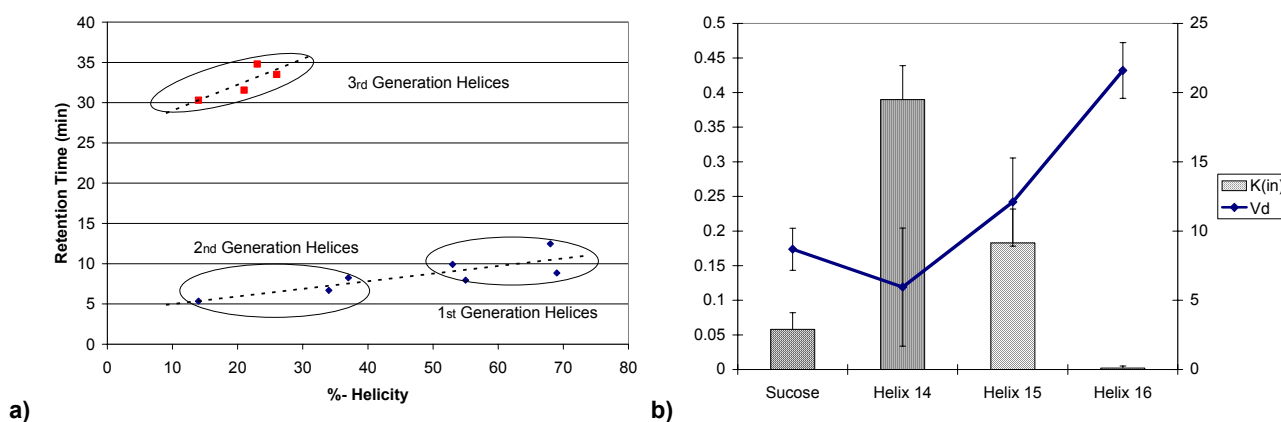 40
35
30
25
20
15
10
5
0
Retention Time (min)
3rd Generation Helices
2nd Generation Helices
1st Generation Helices
0 10 20 30 40 50 60 70 80
%- Helicity
a)
0.5
0.45
0.4
0.35
0.3
0.25
0.2
0.15
0.1
0.05
0
25
20
15
10
5
0
K(in)
Vd
Sucose Helix 14 Helix 15 Helix 16
b)